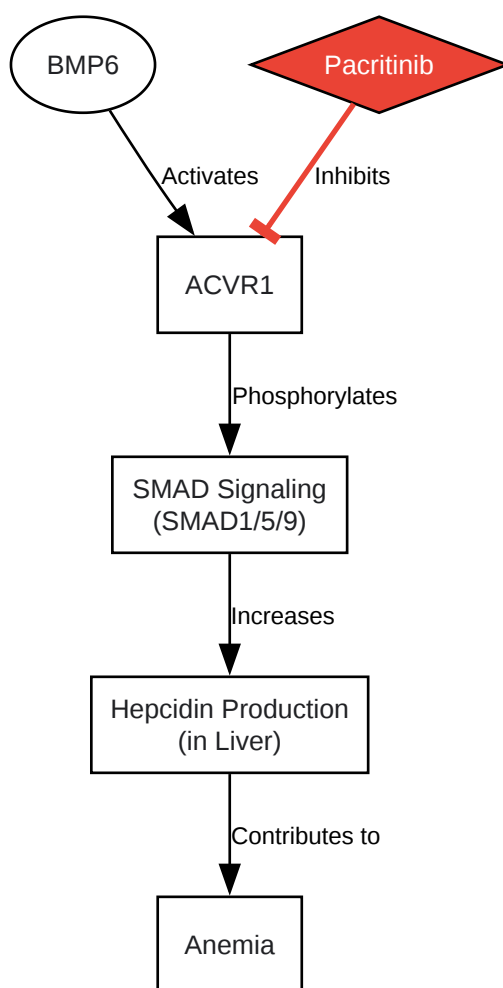 BMP6
Pacritinib
Activates
Inhibits
ACVR1
Phosphorylates
SMAD Signaling
(SMAD1/5/9)
Increases
Hepcidin Production
(in Liver)
Contributes to
Anemia